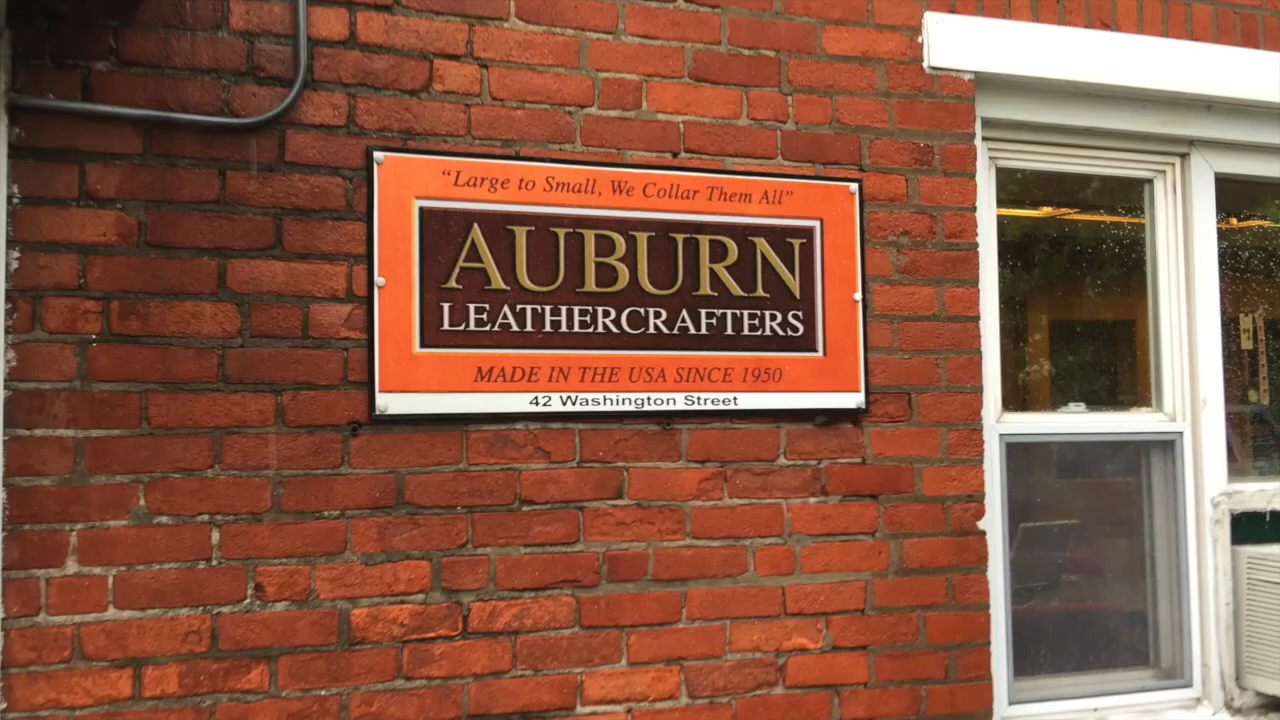 “Large to Small, We Collar Them All”
AUBURN
LEATHERCRAFTERS
MADE IN THE USA SINCE 1950
42 Washington Street